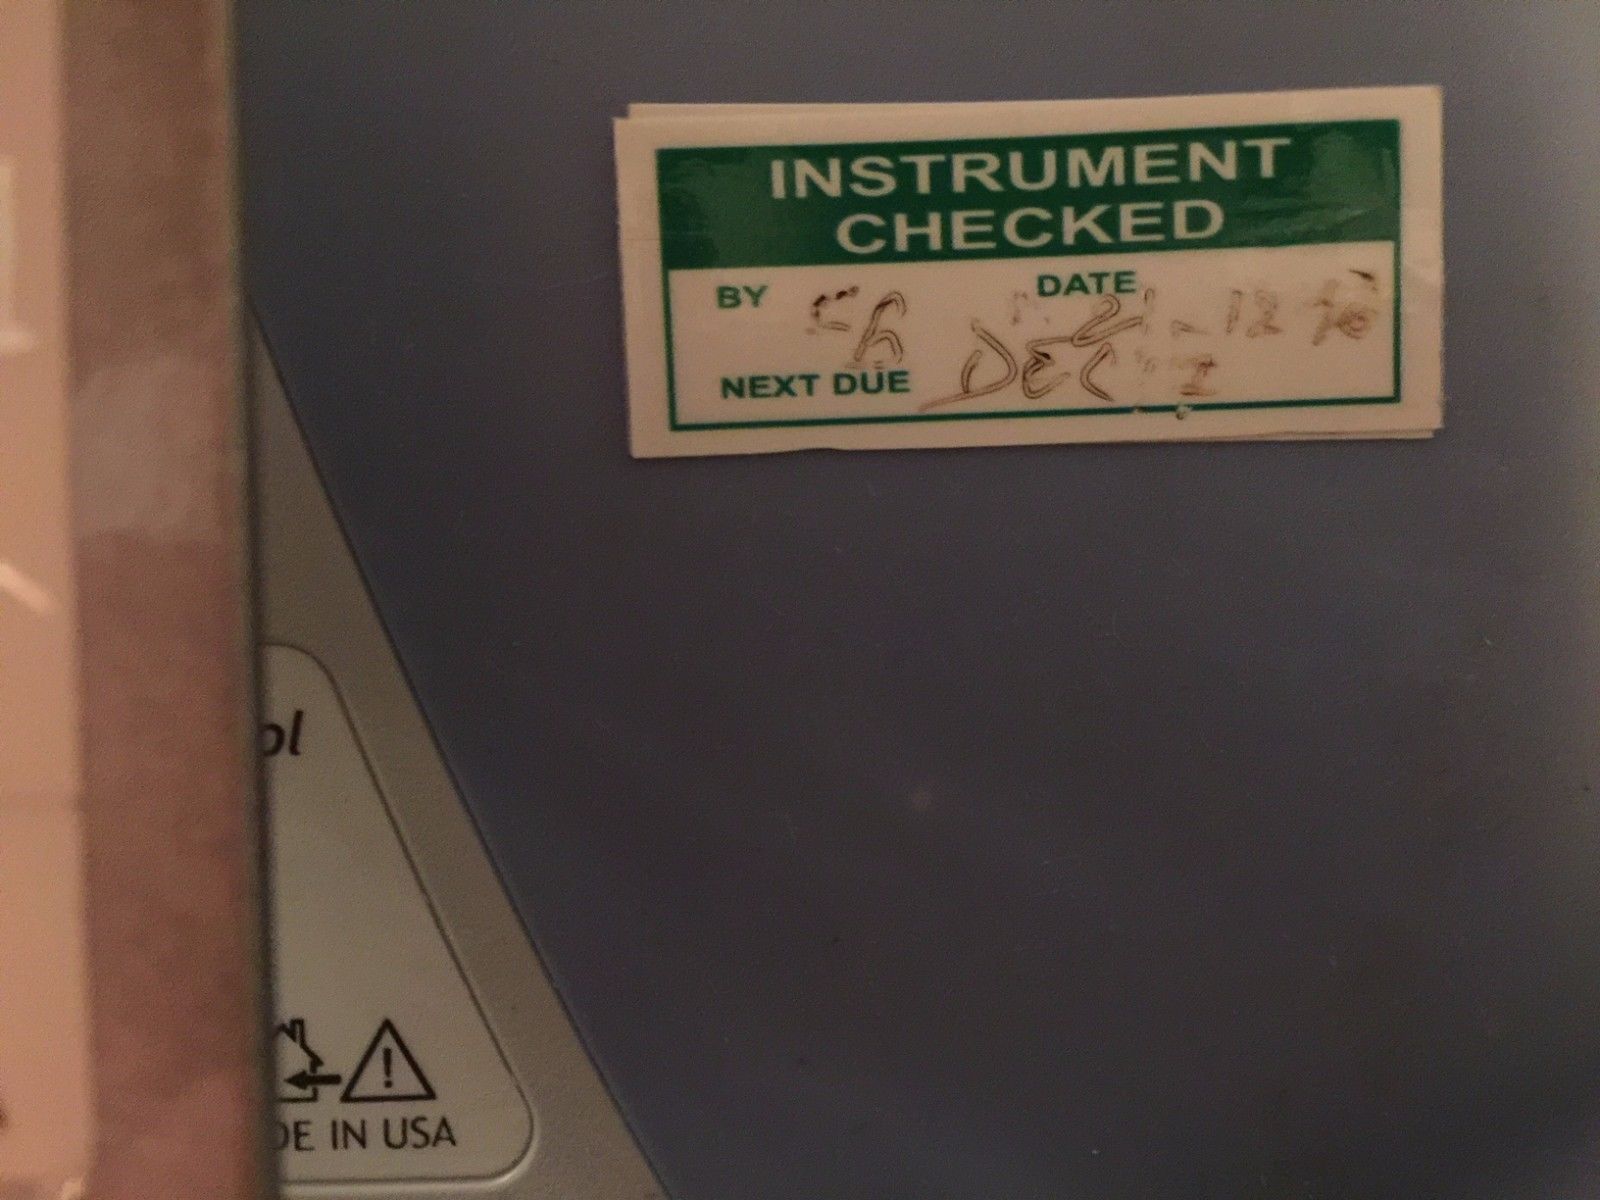 INSTRUMENT
CHECKED
BY DATE
NEXT DUE DEC
ol
DE IN USA